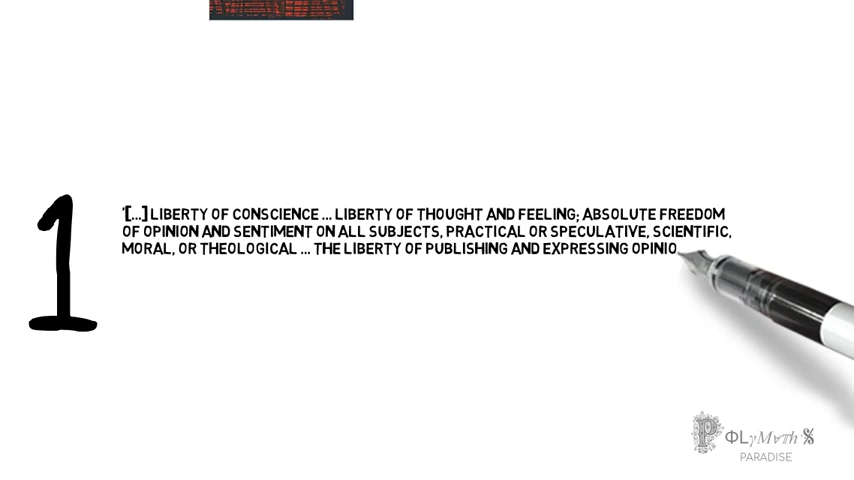 1
'[...] LIBERTY OF CONSCIENCE ... LIBERTY OF THOUGHT AND FEELING; ABSOLUTE FREEDOM
OF OPINION AND SENTIMENT ON ALL SUBJECTS, PRACTICAL OR SPECULATIVE, SCIENTIFIC,
MORAL, OR THEOLOGICAL ... THE LIBERTY OF PUBLISHING AND EXPRESSING OPINIO
PARADISE